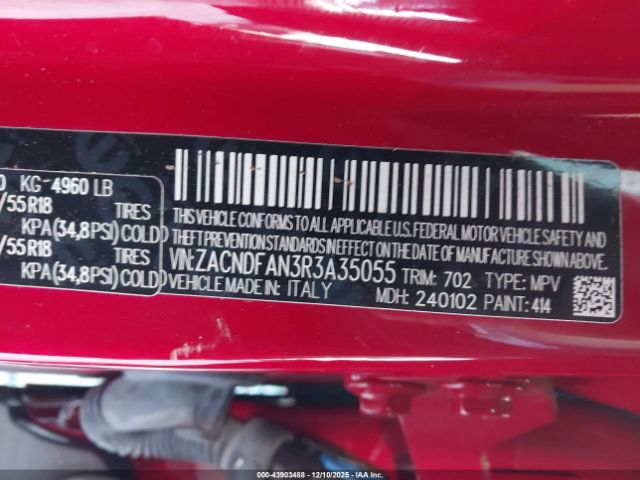 KG-4960 LB
/55R18 TIRES
KPA(34,8PSI)COLD
/55R18 TIRES
KPA(34,8PSI)COLD
THIS VEHICLE CONFORMS TO ALL APPLICABLE U.S. FEDERAL MOTOR VEHICLE SAFETY, BUMPER, AND
THEFT PREVENTION STANDARDS IN EFFECT ON THE DATE OF MANUFACTURE SHOWN ABOVE.
VIN:ZACNDFAN3R3A35055 TRIM: 702 TYPE: MPV
VEHICLE MADE IN: ITALY MDH: 240102 PAINT: 414
000-43903488 - 12/10/2025 - IAA Inc.